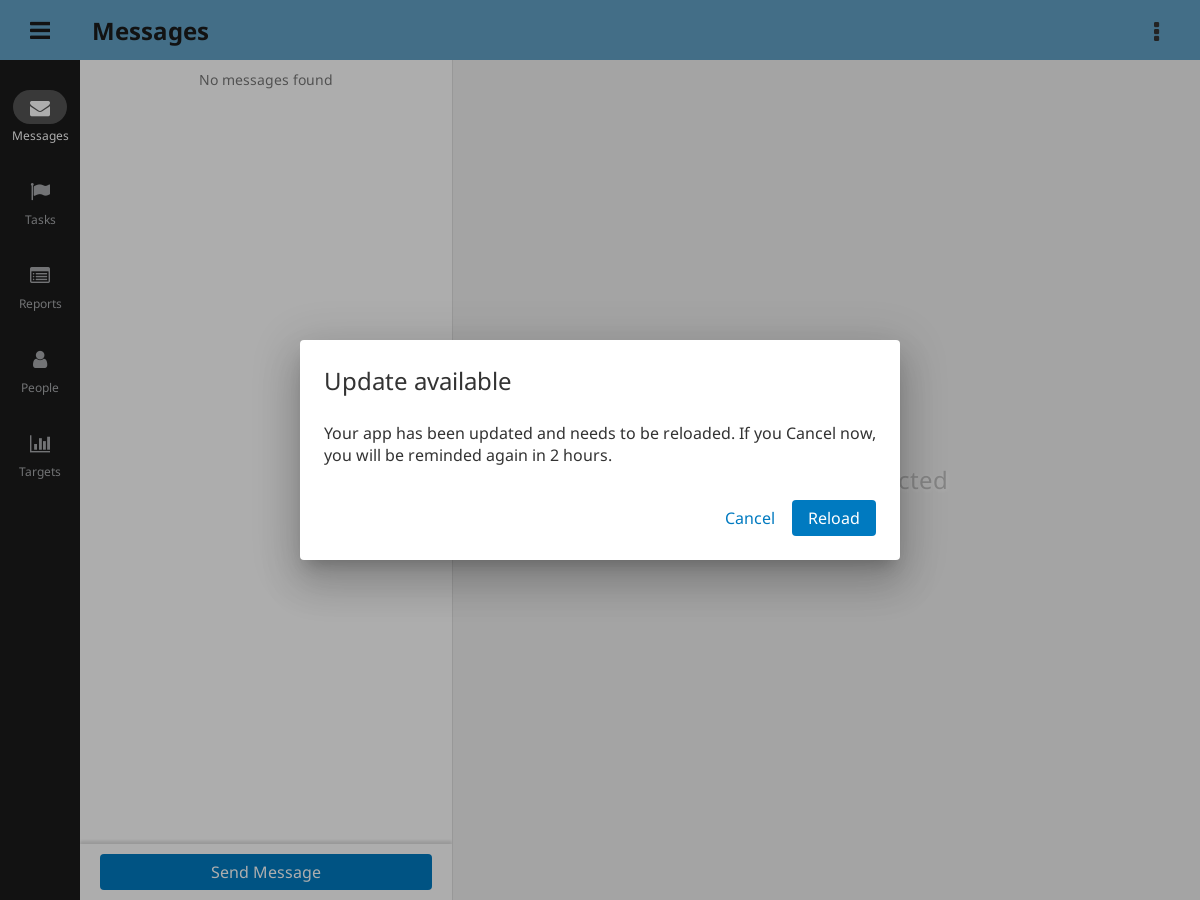 Messages
No messages found
Messages
Tasks
Reports
People
Targets
Update available
Your app has been updated and needs to be reloaded. If you Cancel now,
you will be reminded again in 2 hours.
Cancel
Reload
Send Message